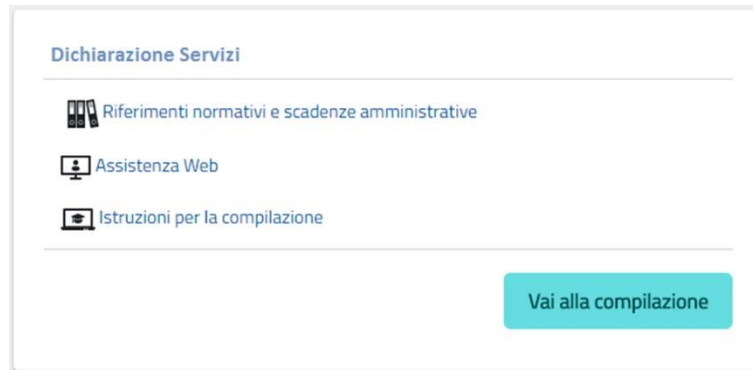 Dichiarazione Servizi
Riferimenti normativi e scadenze amministrative
Assistenza Web
Istruzioni per la compilazione
Vai alla compilazione